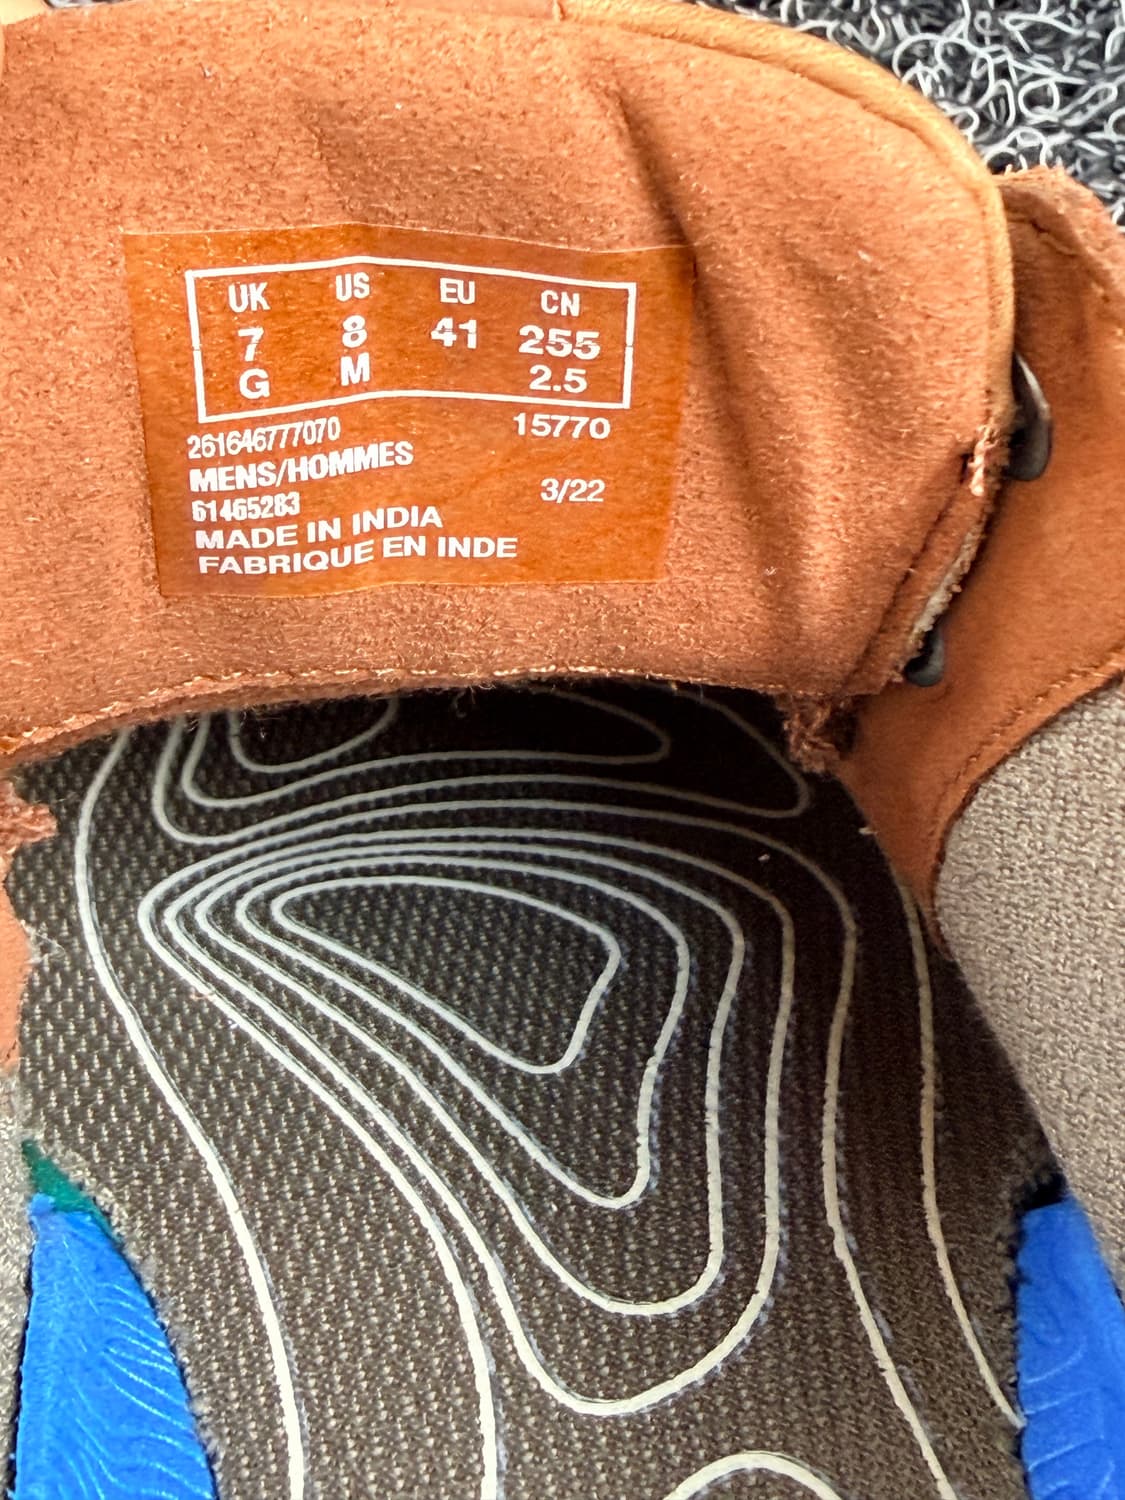 UK US EU CN
7 8 41 255
G M 2.5
261646777070 15770
MENS/HOMMES
61465283 3/22
MADE IN INDIA
FABRIQUE EN INDE